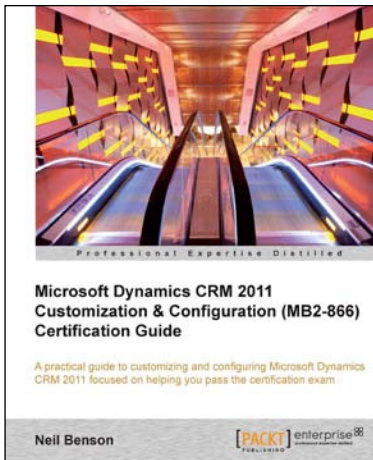 Professional Expertise Distilled
Microsoft Dynamics CRM 2011
Customization & Configuration (MB2-866)
Certification Guide
A practical guide to customizing and configuring Microsoft Dynamics
CRM 2011 focused on helping you pass the certification exam
Neil Benson
[PACKT] enterprise
PUBLISHING